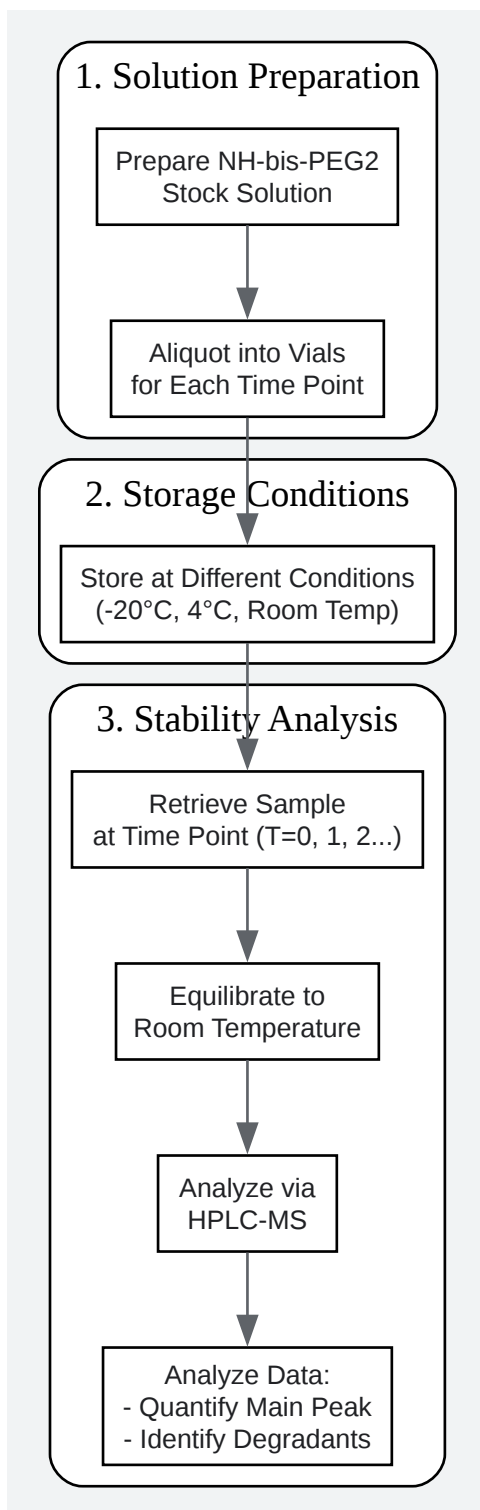 1. Solution Preparation
Prepare NH-bis-PEG2
Stock Solution
Aliquot into Vials
for Each Time Point
2. Storage Conditions
Store at Different Conditions
(-20°C, 4°C, Room Temp)
3. Stability Analysis
Retrieve Sample
at Time Point (T=0, 1, 2...)
Equilibrate to
Room Temperature
Analyze via
HPLC-MS
Analyze Data:
- Quantify Main Peak
- Identify Degradants